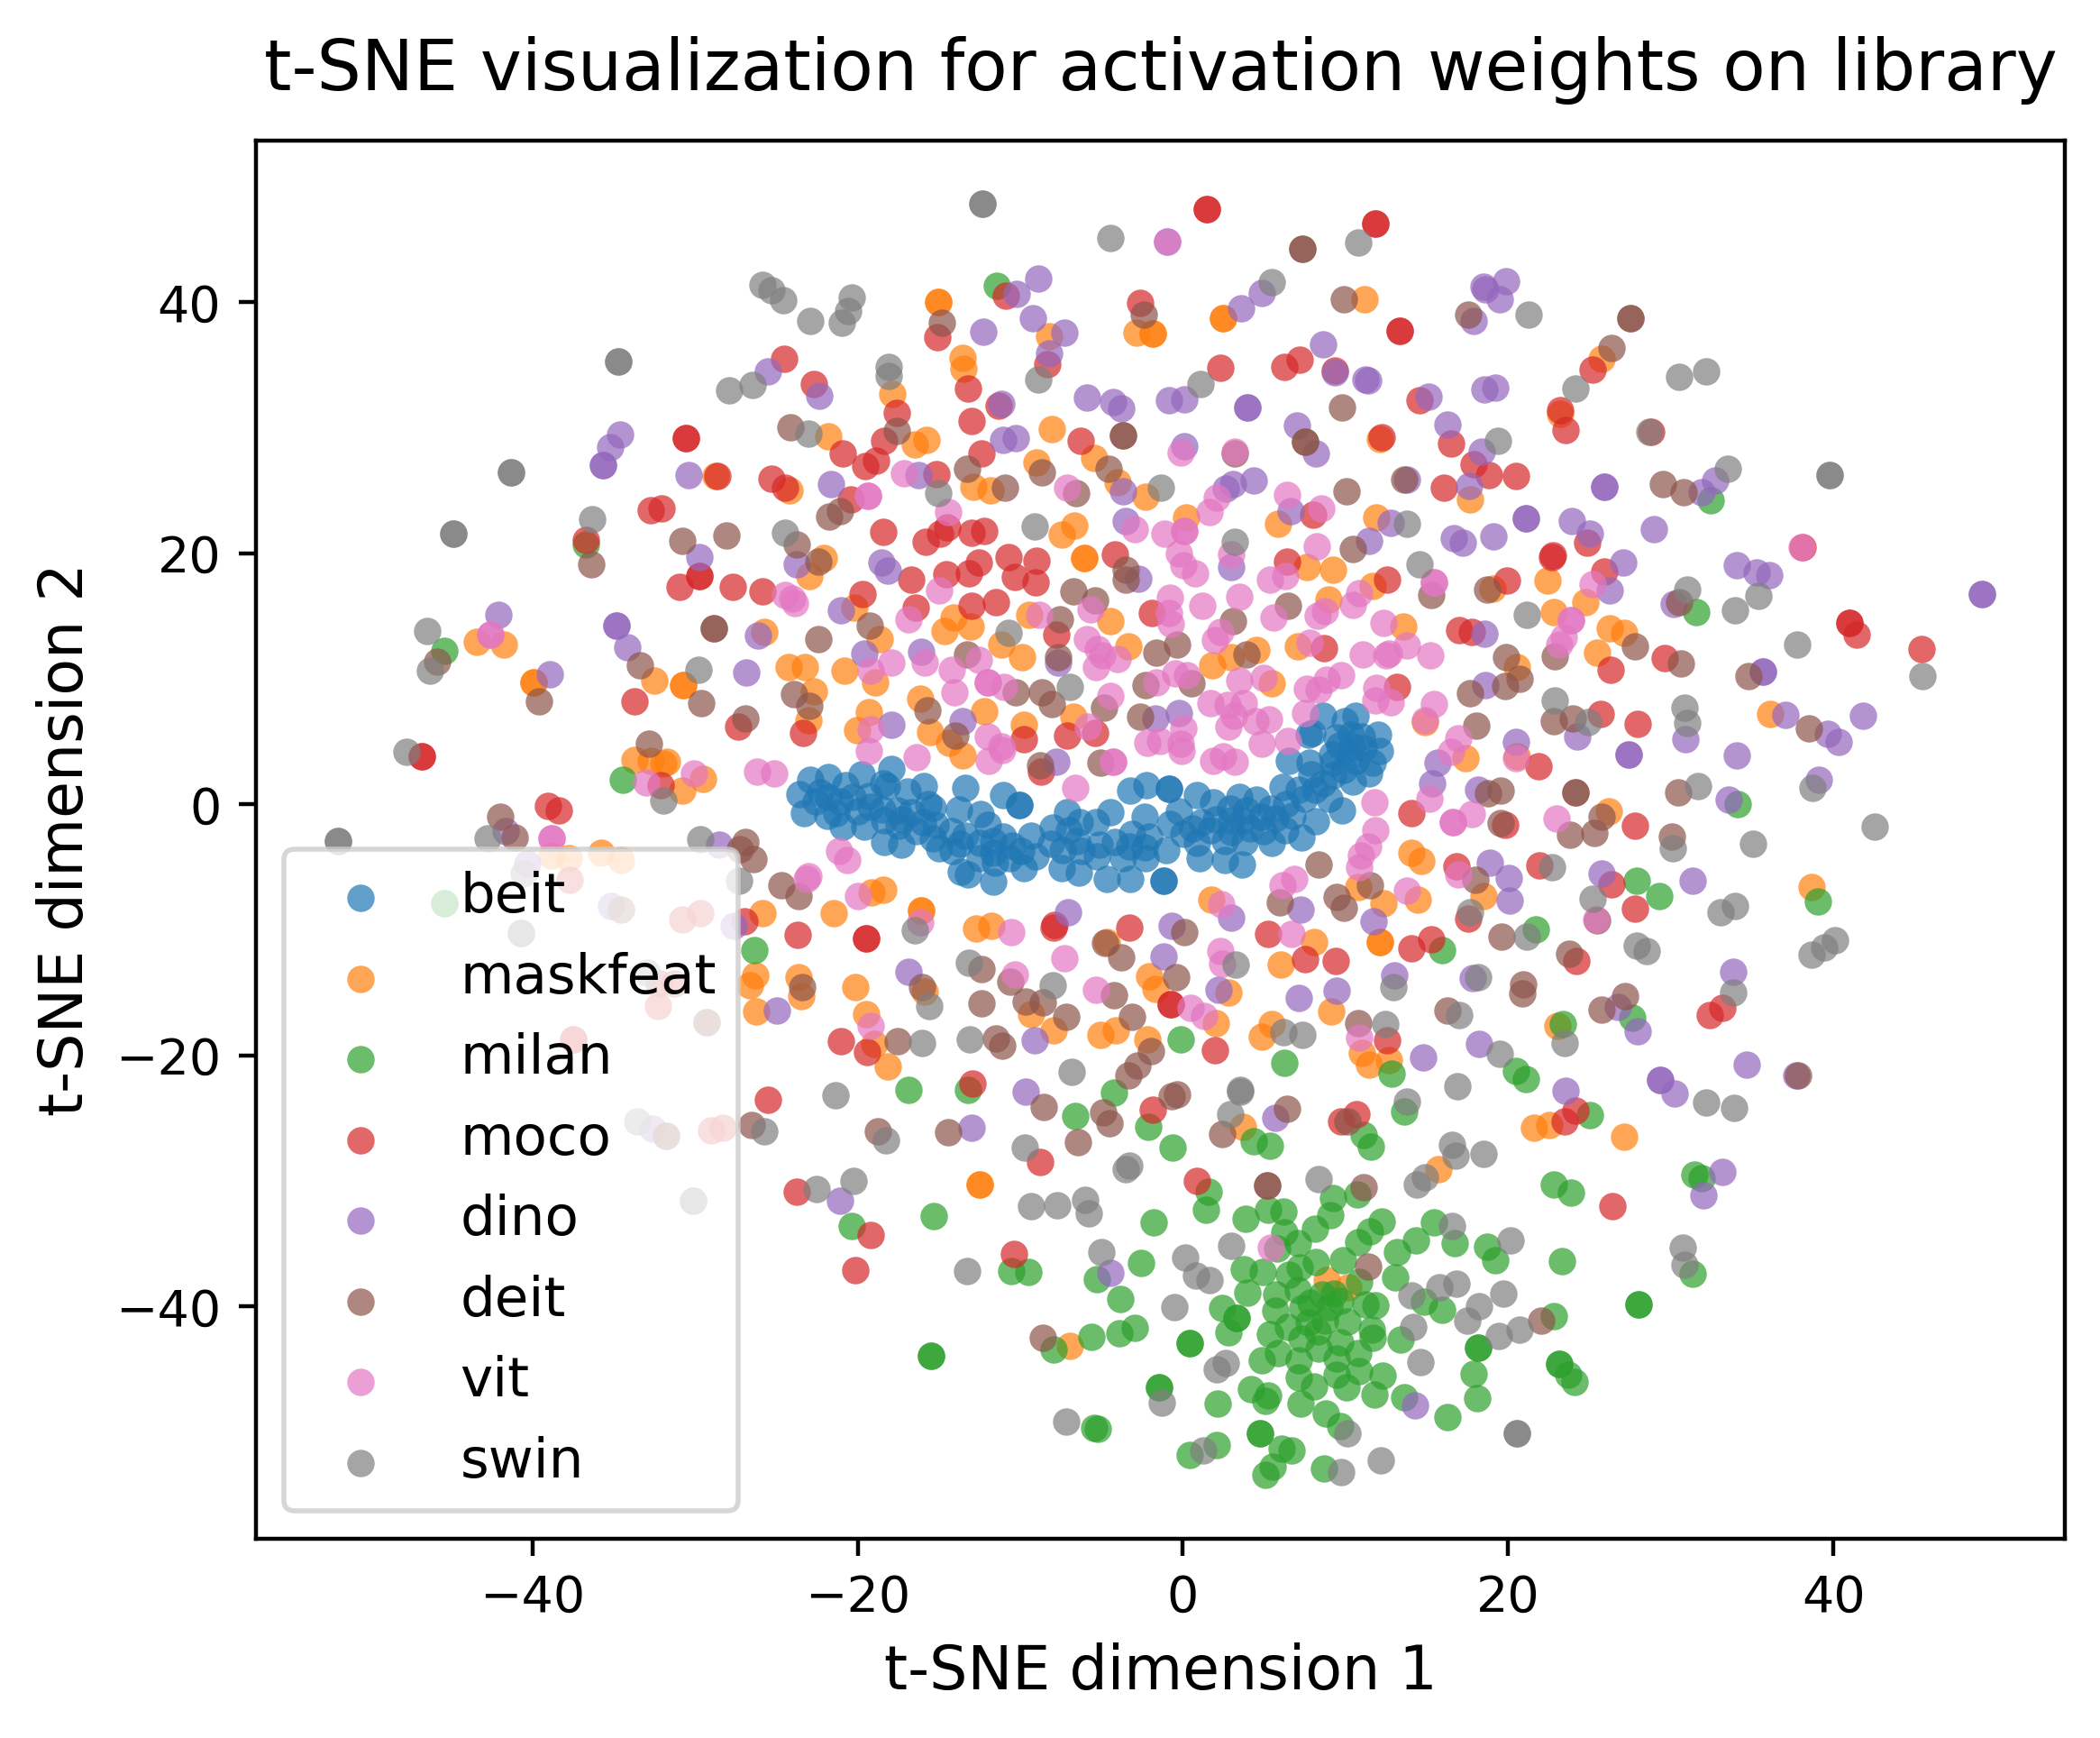 t-SNE visualization for activation weights on library
t-SNE dimension 2
40
20
0
−20
−40
beit
maskfeat
milan
moco
dino
deit
vit
swin
−40
−20
0
20
40
t-SNE dimension 1